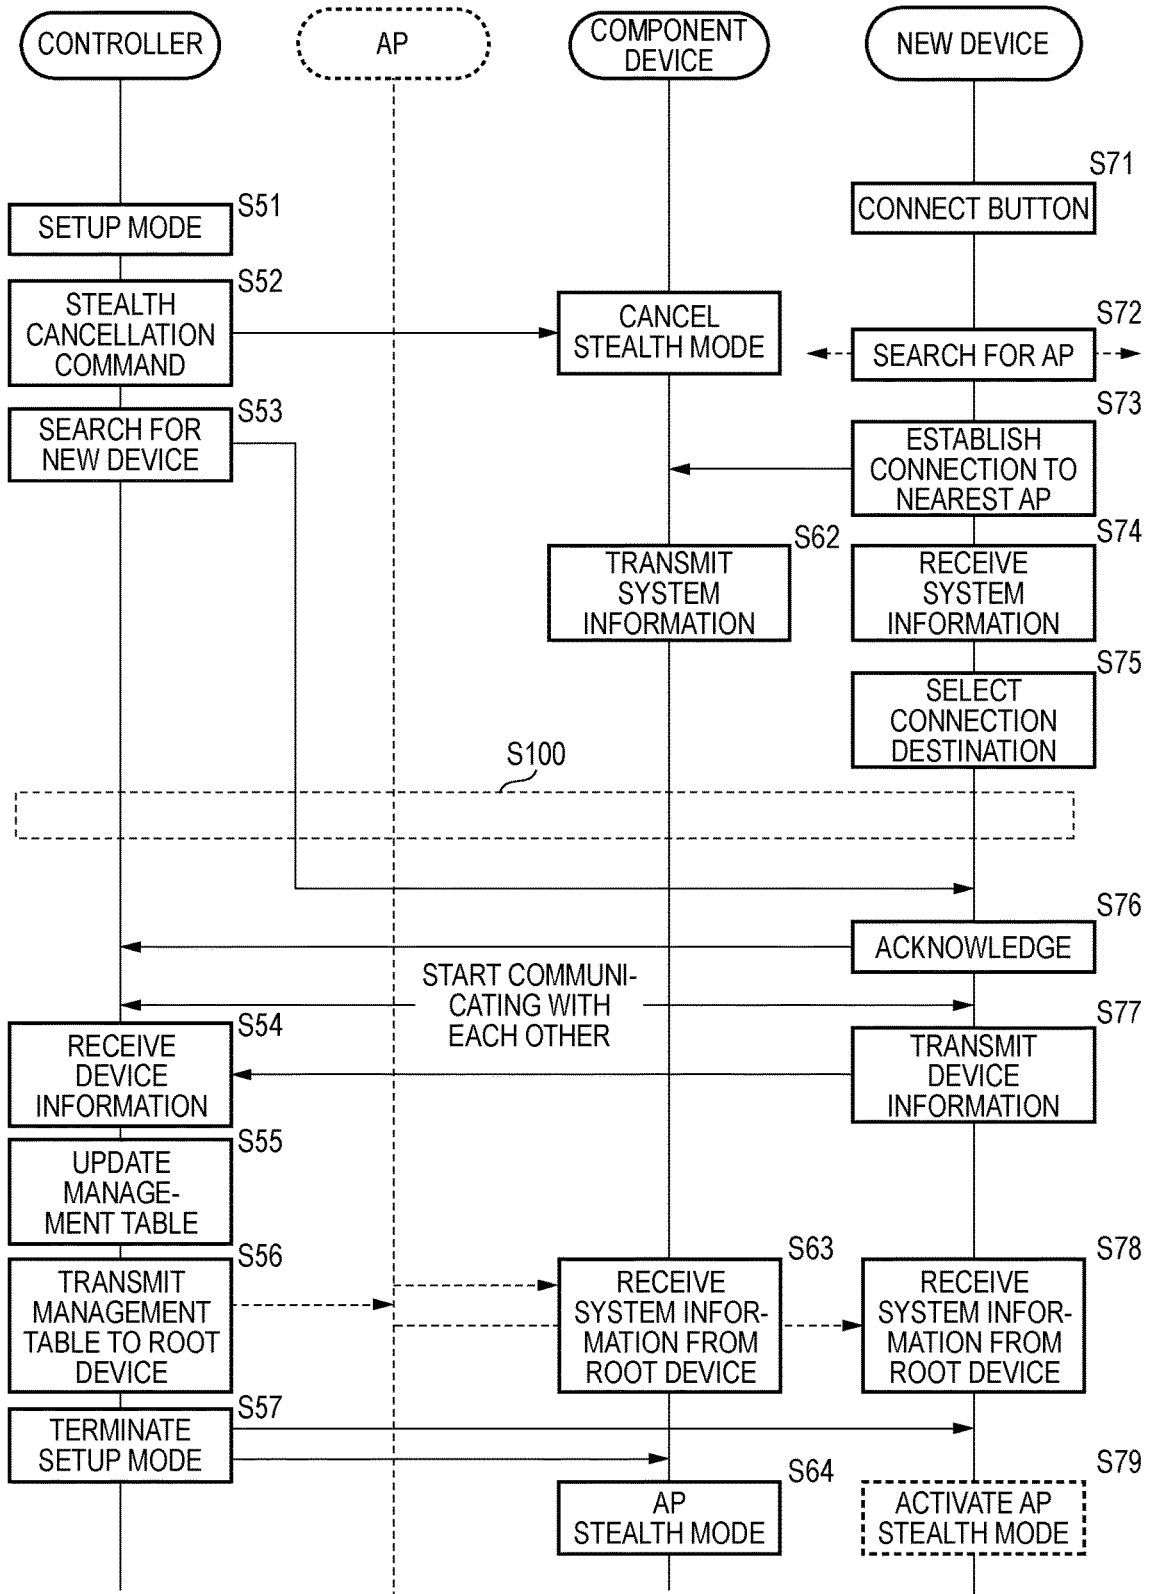 CONTROLLER
AP
COMPONENT
DEVICE
NEW DEVICE
S71
CONNECT BUTTON
S51
SETUP MODE
S52
STEALTH
CANCELLATION
COMMAND
CANCEL
STEALTH MODE
S72
SEARCH FOR AP
S53
SEARCH FOR
NEW DEVICE
S73
ESTABLISH
CONNECTION TO
NEAREST AP
S62
TRANSMIT
SYSTEM
INFORMATION
S74
RECEIVE
SYSTEM
INFORMATION
S75
SELECT
CONNECTION
DESTINATION
S100
S76
ACKNOWLEDGE
START COMMUNI-
CATING WITH
EACH OTHER
S54
RECEIVE
DEVICE
INFORMATION
S77
TRANSMIT
DEVICE
INFORMATION
S55
UPDATE
MANAGE-
MENT TABLE
S56
TRANSMIT
MANAGEMENT
TABLE TO ROOT
DEVICE
S63
RECEIVE
SYSTEM INFOR-
MATION FROM
ROOT DEVICE
S78
RECEIVE
SYSTEM INFOR-
MATION FROM
ROOT DEVICE
S57
TERMINATE
SETUP MODE
S64
AP
STEALTH MODE
S79
ACTIVATE AP
STEALTH MODE